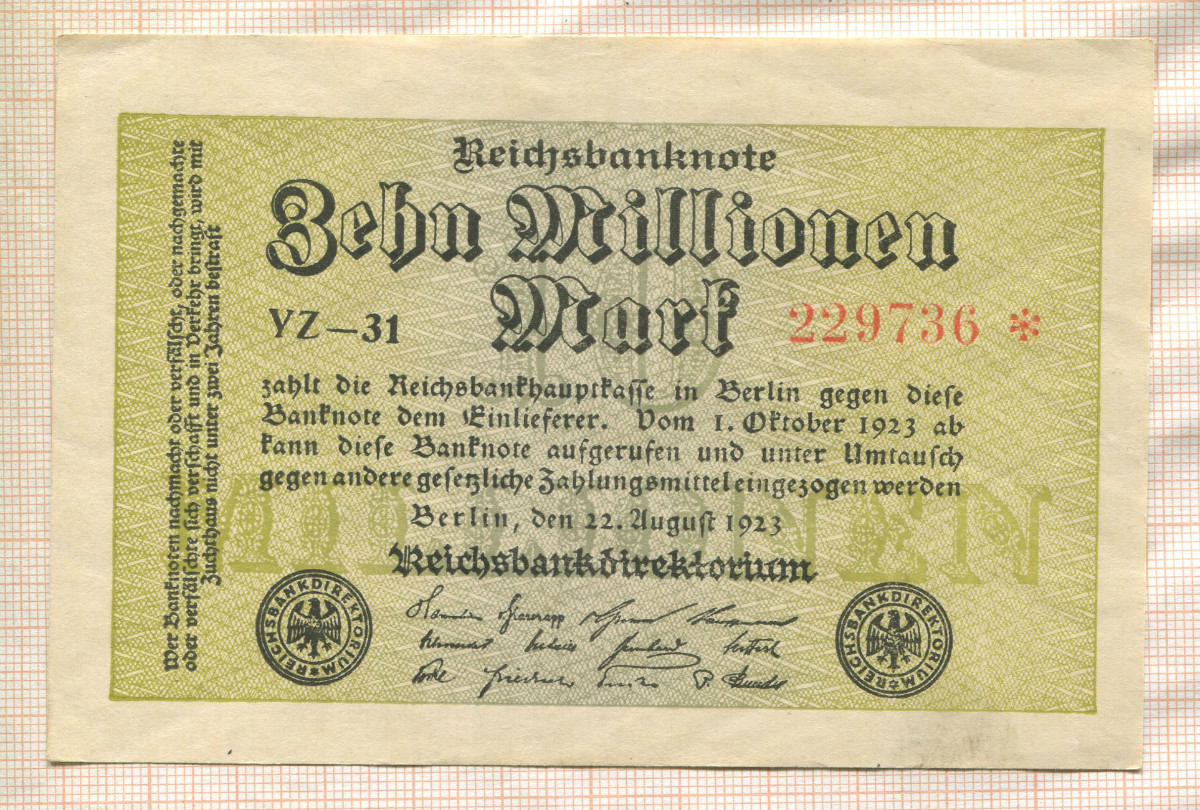 Reichsbanknote
Zehn Millionen
Mark
YZ—31
229736 *
zahlt die Reichsbankhauptkasse in Berlin gegen diese
Banknote dem Einlieferer. Vom 1. Oktober 1923 ab
kann diese Banknote aufgerufen und unter Umtausch
gegen andere gesetzliche Zahlungsmittel eingezogen werden
Berlin, den 22. August 1923
Reichsbankdirektorium
REICHSBANKDIREKTORIUM
REICHSBANKDIREKTORIUM
Wer Banknoten nachmacht oder verfälscht, oder nachgemachte
oder verfälschte sich verschafft und in Verkehr bringt, wird mit
Zuchthaus nicht unter zwei Jahren bestraft